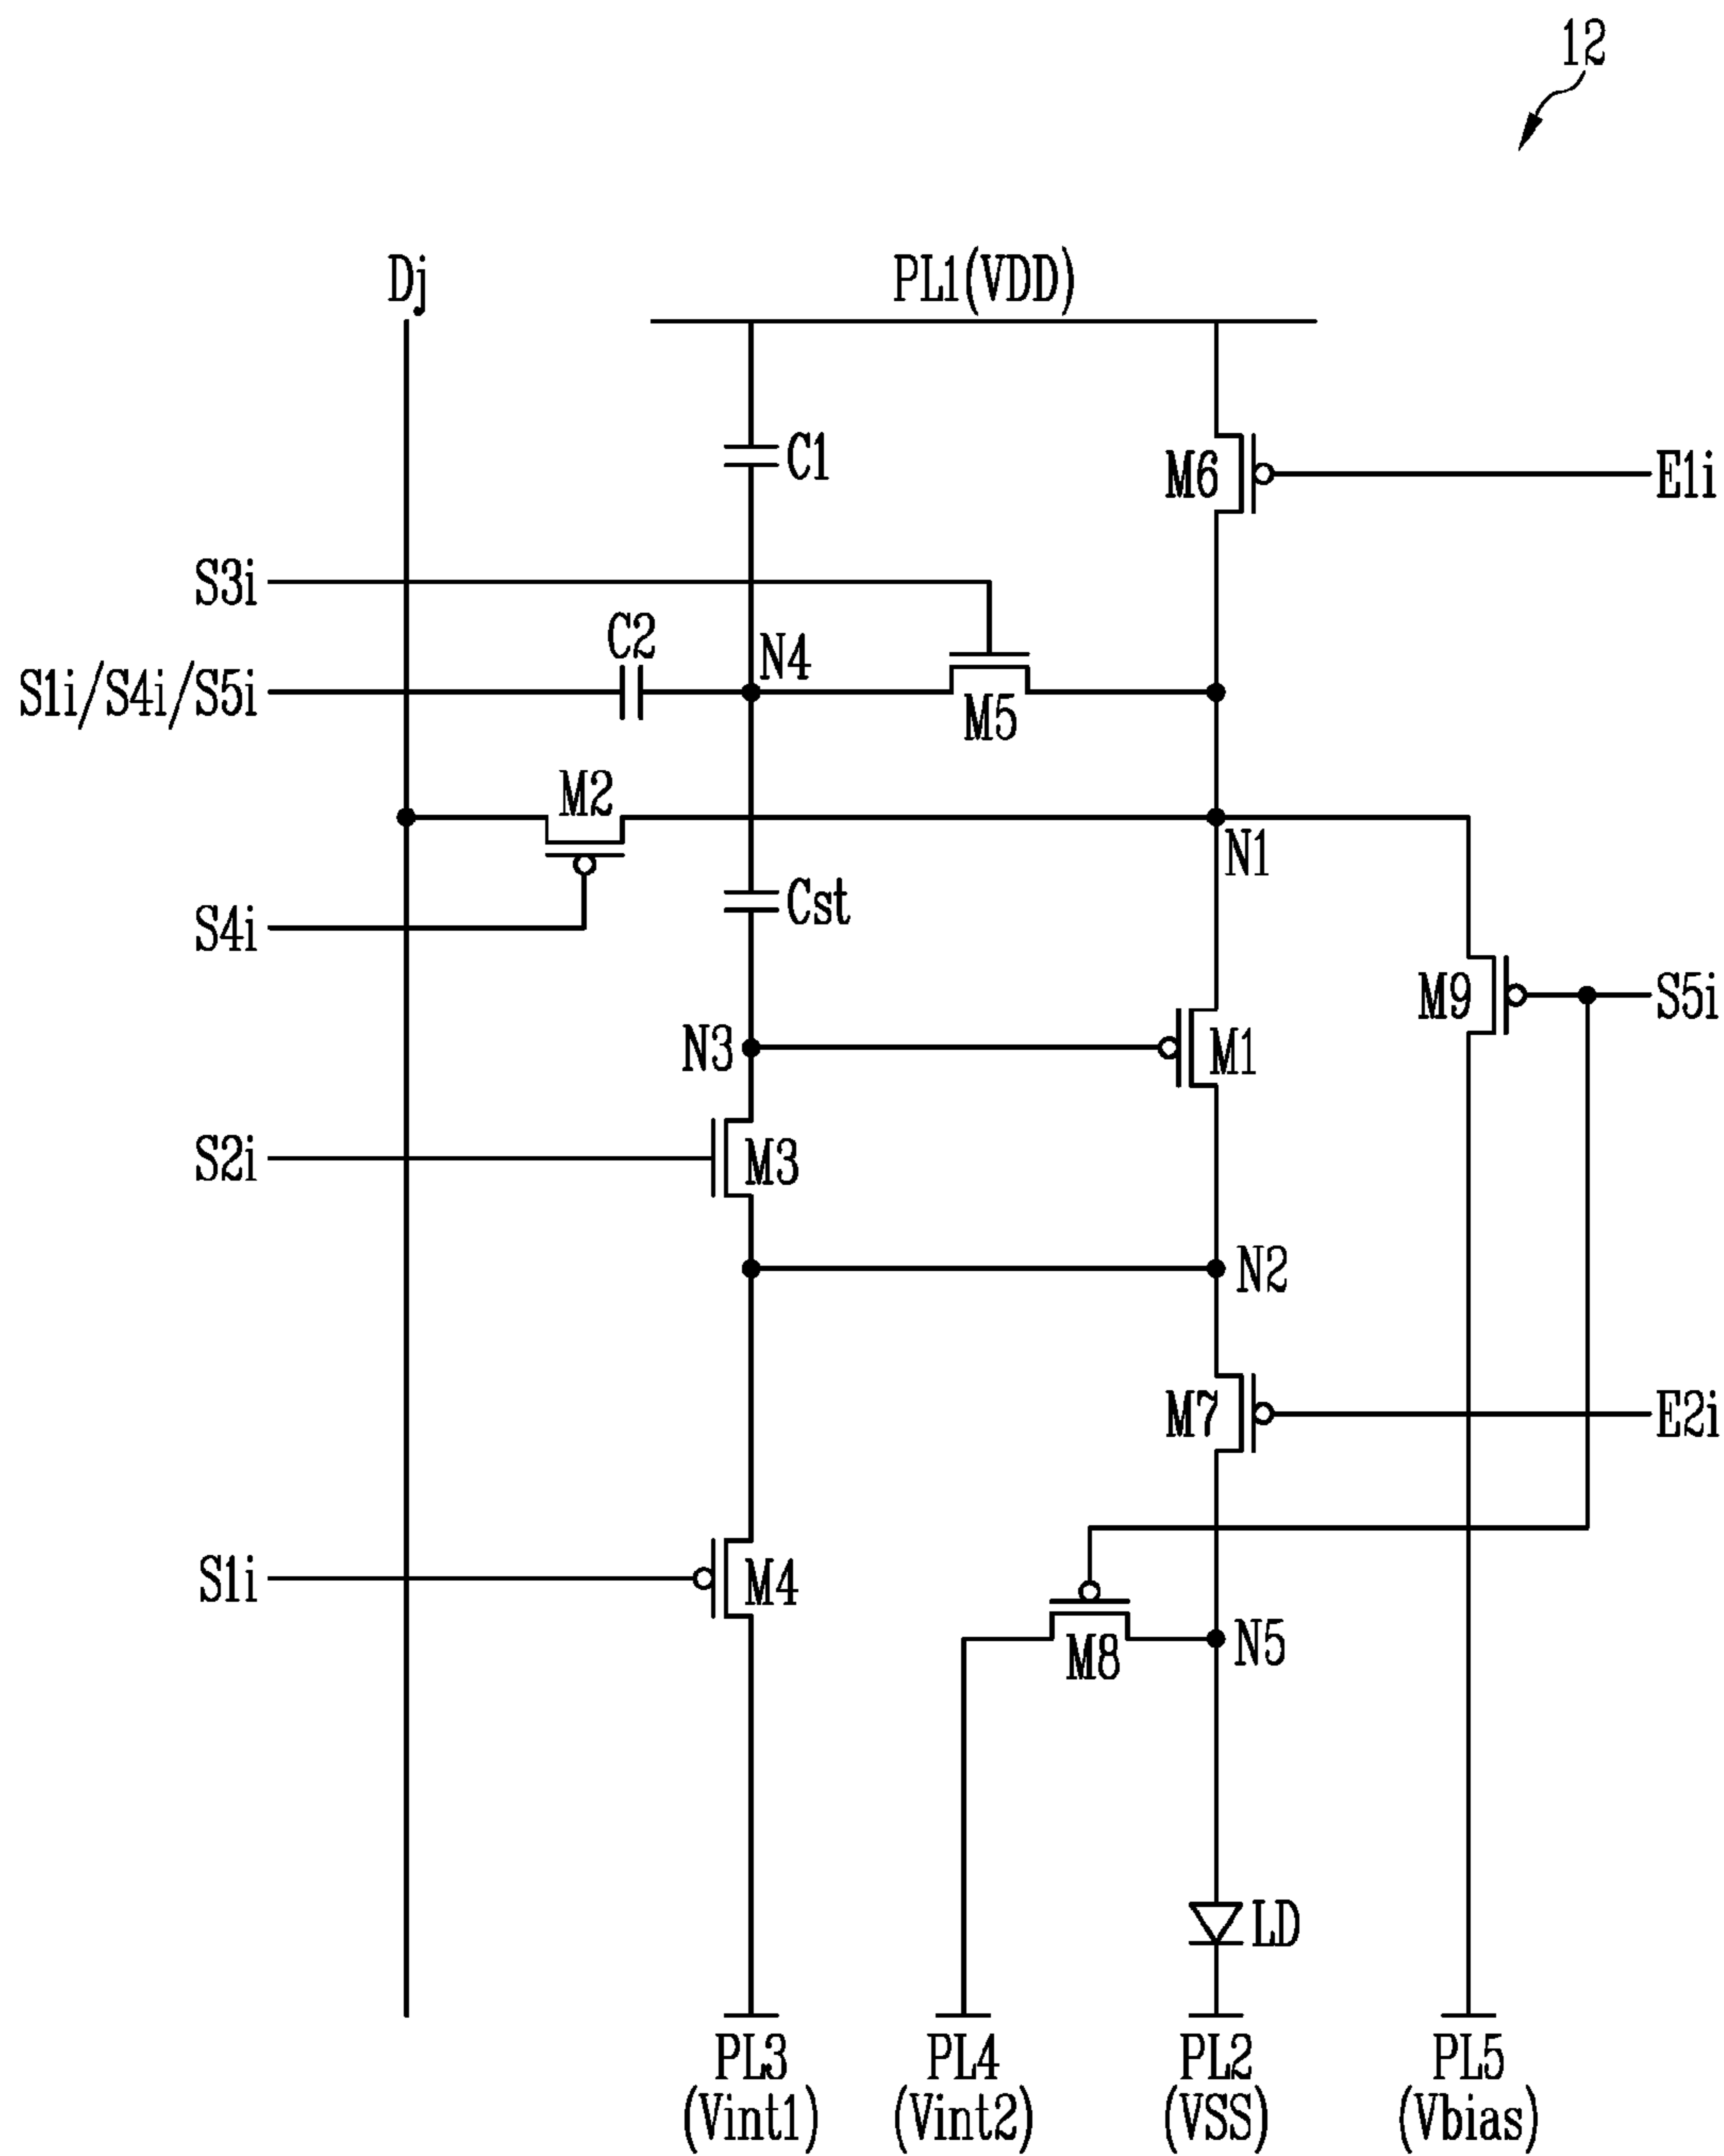 12
Dj
PL1(VDD)
C1
M6
E1i
S3i
C2
N4
S1i/S4i/S5i
M5
M2
N1
Cst
S4i
M9
S5i
N3
M1
S2i
M3
N2
M7
E2i
S1i
M4
M8
N5
LD
PL3
(Vint1)
PL4
(Vint2)
PL2
(VSS)
PL5
(Vbias)